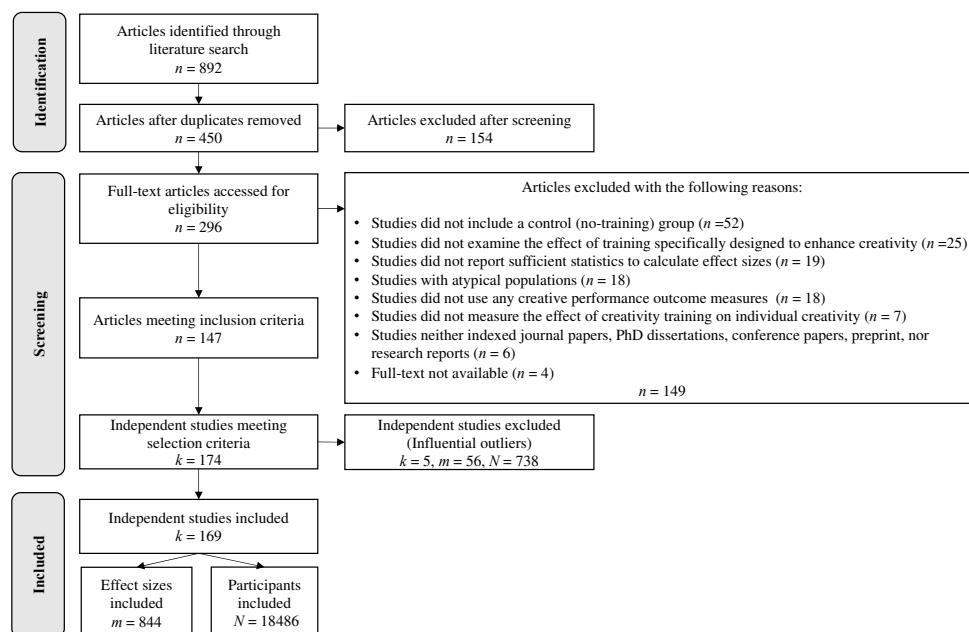 Identification
Articles identified through
literature search
n = 892
Articles after duplicates removed
n = 450
Articles excluded after screening
n = 154
Screening
Full-text articles accessed for
eligibility
n = 296
Articles excluded with the following reasons:
• Studies did not include a control (no-training) group (n =52)
• Studies did not examine the effect of training specifically designed to enhance creativity (n =25)
• Studies did not report sufficient statistics to calculate effect sizes (n = 19)
• Studies with atypical populations (n = 18)
• Studies did not use any creative performance outcome measures (n = 18)
• Studies did not measure the effect of creativity training on individual creativity (n = 7)
• Studies neither indexed journal papers, PhD dissertations, conference papers, preprint, nor
research reports (n = 6)
• Full-text not available (n = 4)
n = 149
Articles meeting inclusion criteria
n = 147
Independent studies meeting
selection criteria
k = 174
Independent studies excluded
(Influential outliers)
k = 5, m = 56, N = 738
Included
Independent studies included
k = 169
Effect sizes
included
m = 844
Participants
included
N = 18486